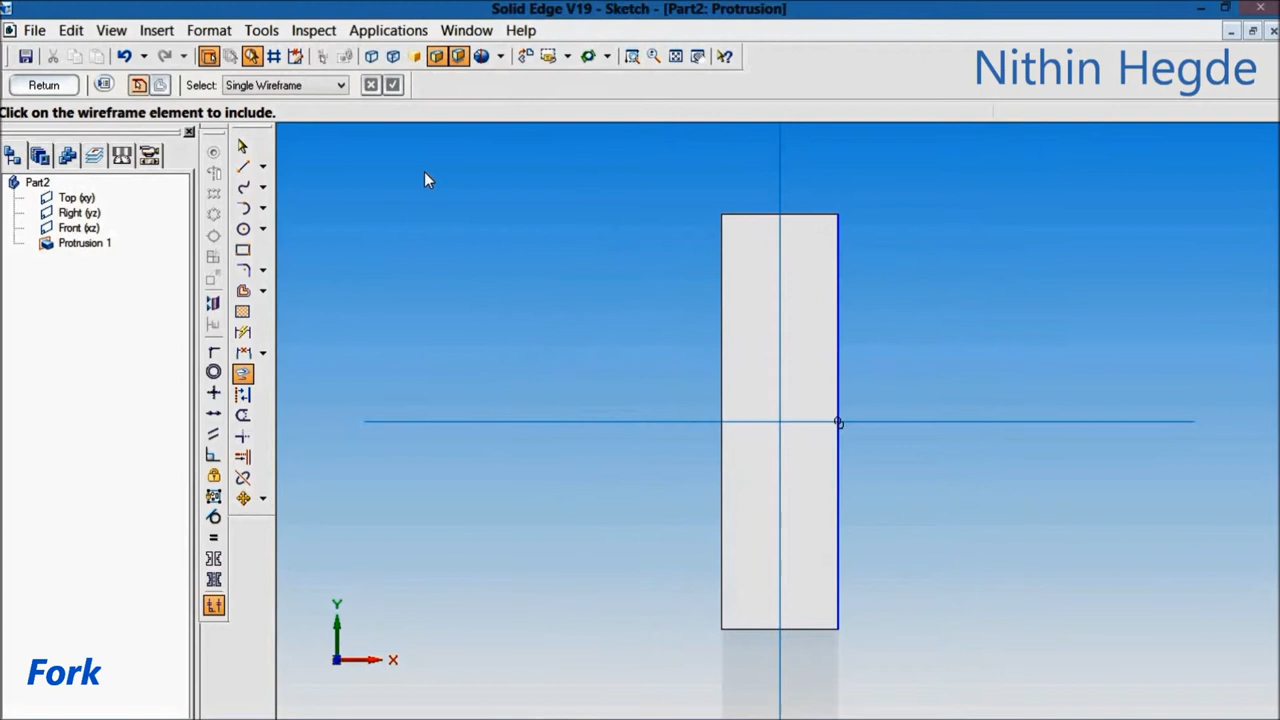 Solid Edge V19 - Sketch - [Part2: Protrusion]
File Edit View Insert Format Tools Inspect Applications Window Help
Nithin Hegde
Return Select: Single Wireframe
Click on the wireframe element to include.
Part2
Top (xy)
Right (yz)
Front (xz)
Protrusion 1
Y
X
Fork